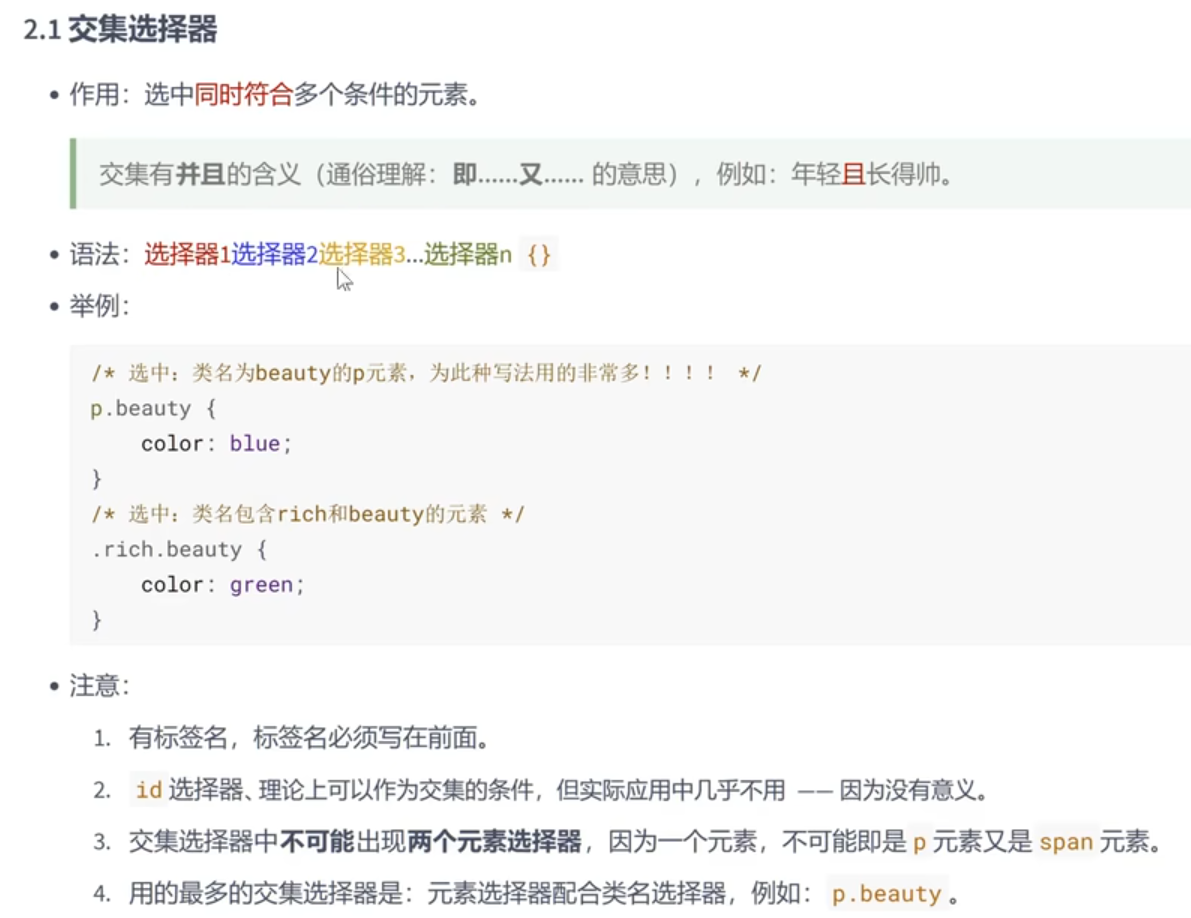 2.1 交集选择器
• 作用：选中同时符合多个条件的元素。
交集有并且的含义（通俗理解：即……又…… 的意思），例如：年轻且长得帅。
• 语法：选择器1选择器2选择器3...选择器n {}
• 举例：
/* 选中：类名为beauty的p元素，为此种写法用的非常多！！！！ */
p.beauty {
    color: blue;
}
/* 选中：类名包含rich和beauty的元素 */
.rich.beauty {
    color: green;
}
• 注意：
1. 有标签名，标签名必须写在前面。
2. id 选择器、理论上可以作为交集的条件，但实际应用中几乎不用 —— 因为没有意义。
3. 交集选择器中不可能出现两个元素选择器，因为一个元素，不可能即是 p 元素又是 span 元素。
4. 用的最多的交集选择器是：元素选择器配合类名选择器，例如： p.beauty 。